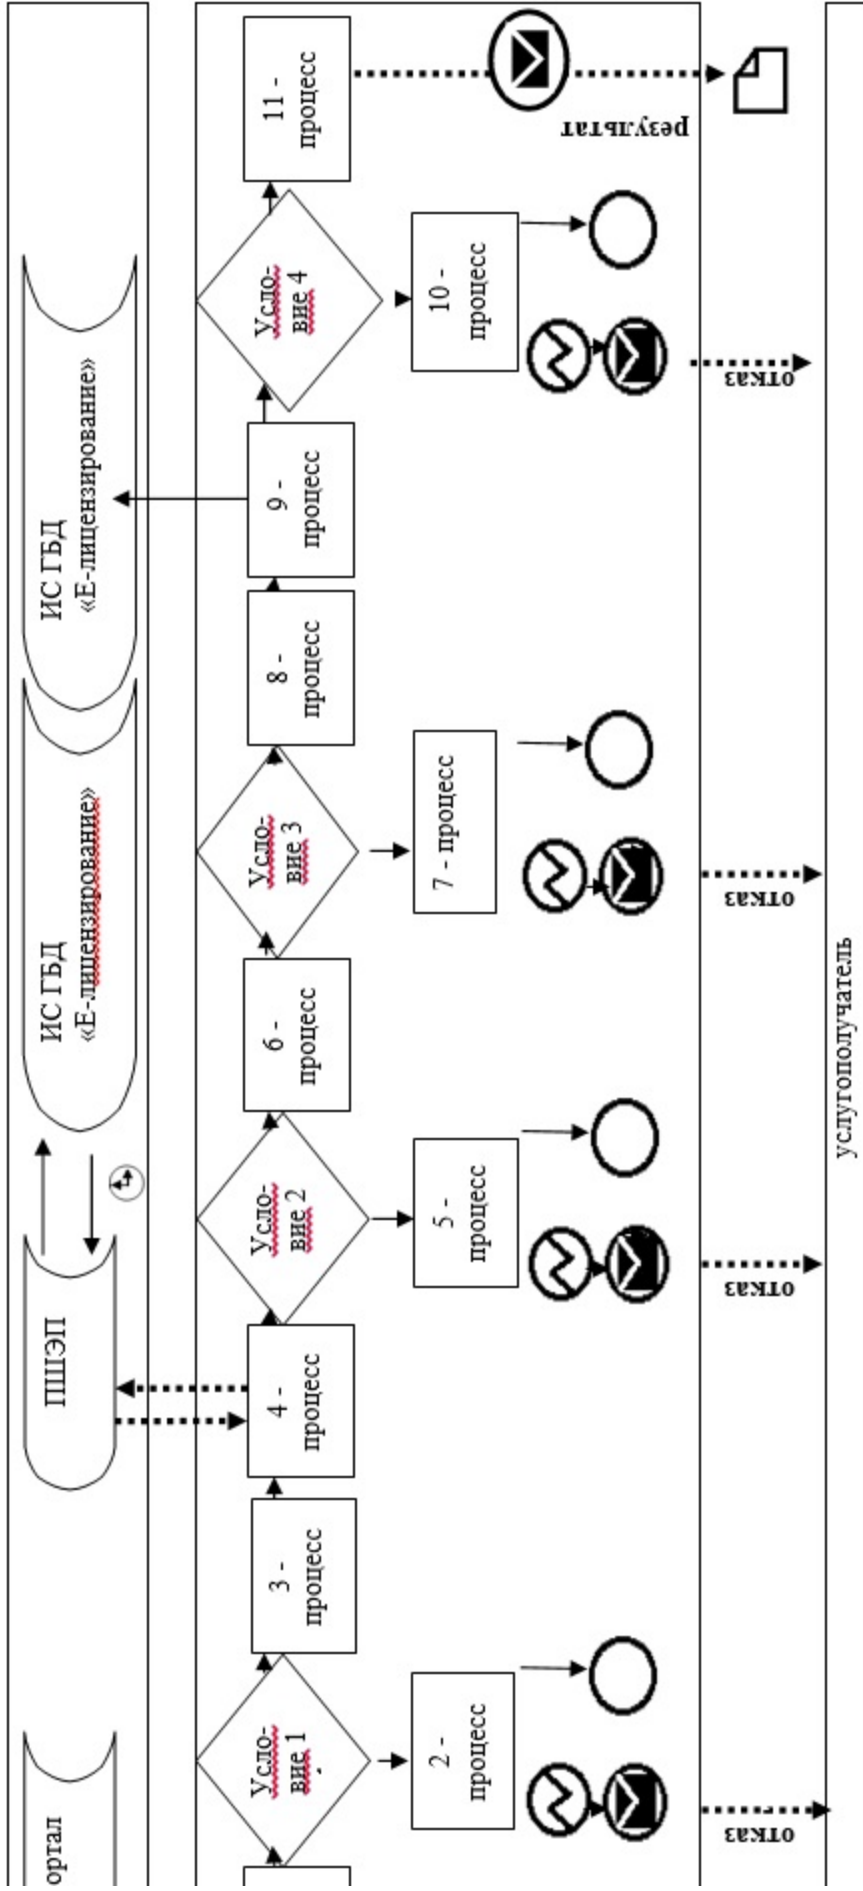 ортал
ПШЭП
ИС ГБД
«Е-лицензирование»
ИС ГБД
«Е-лицензирование»
Усло-
вие 1
3 -
процесс
4 -
процесс
Усло-
вие 2
6 -
процесс
Усло-
вие 3
8 -
процесс
9 -
процесс
Усло-
вие 4
11 -
процесс
2 -
процесс
5 -
процесс
7 - процесс
10 -
процесс
отказ
отказ
отказ
отказ
результат
услугополучатель